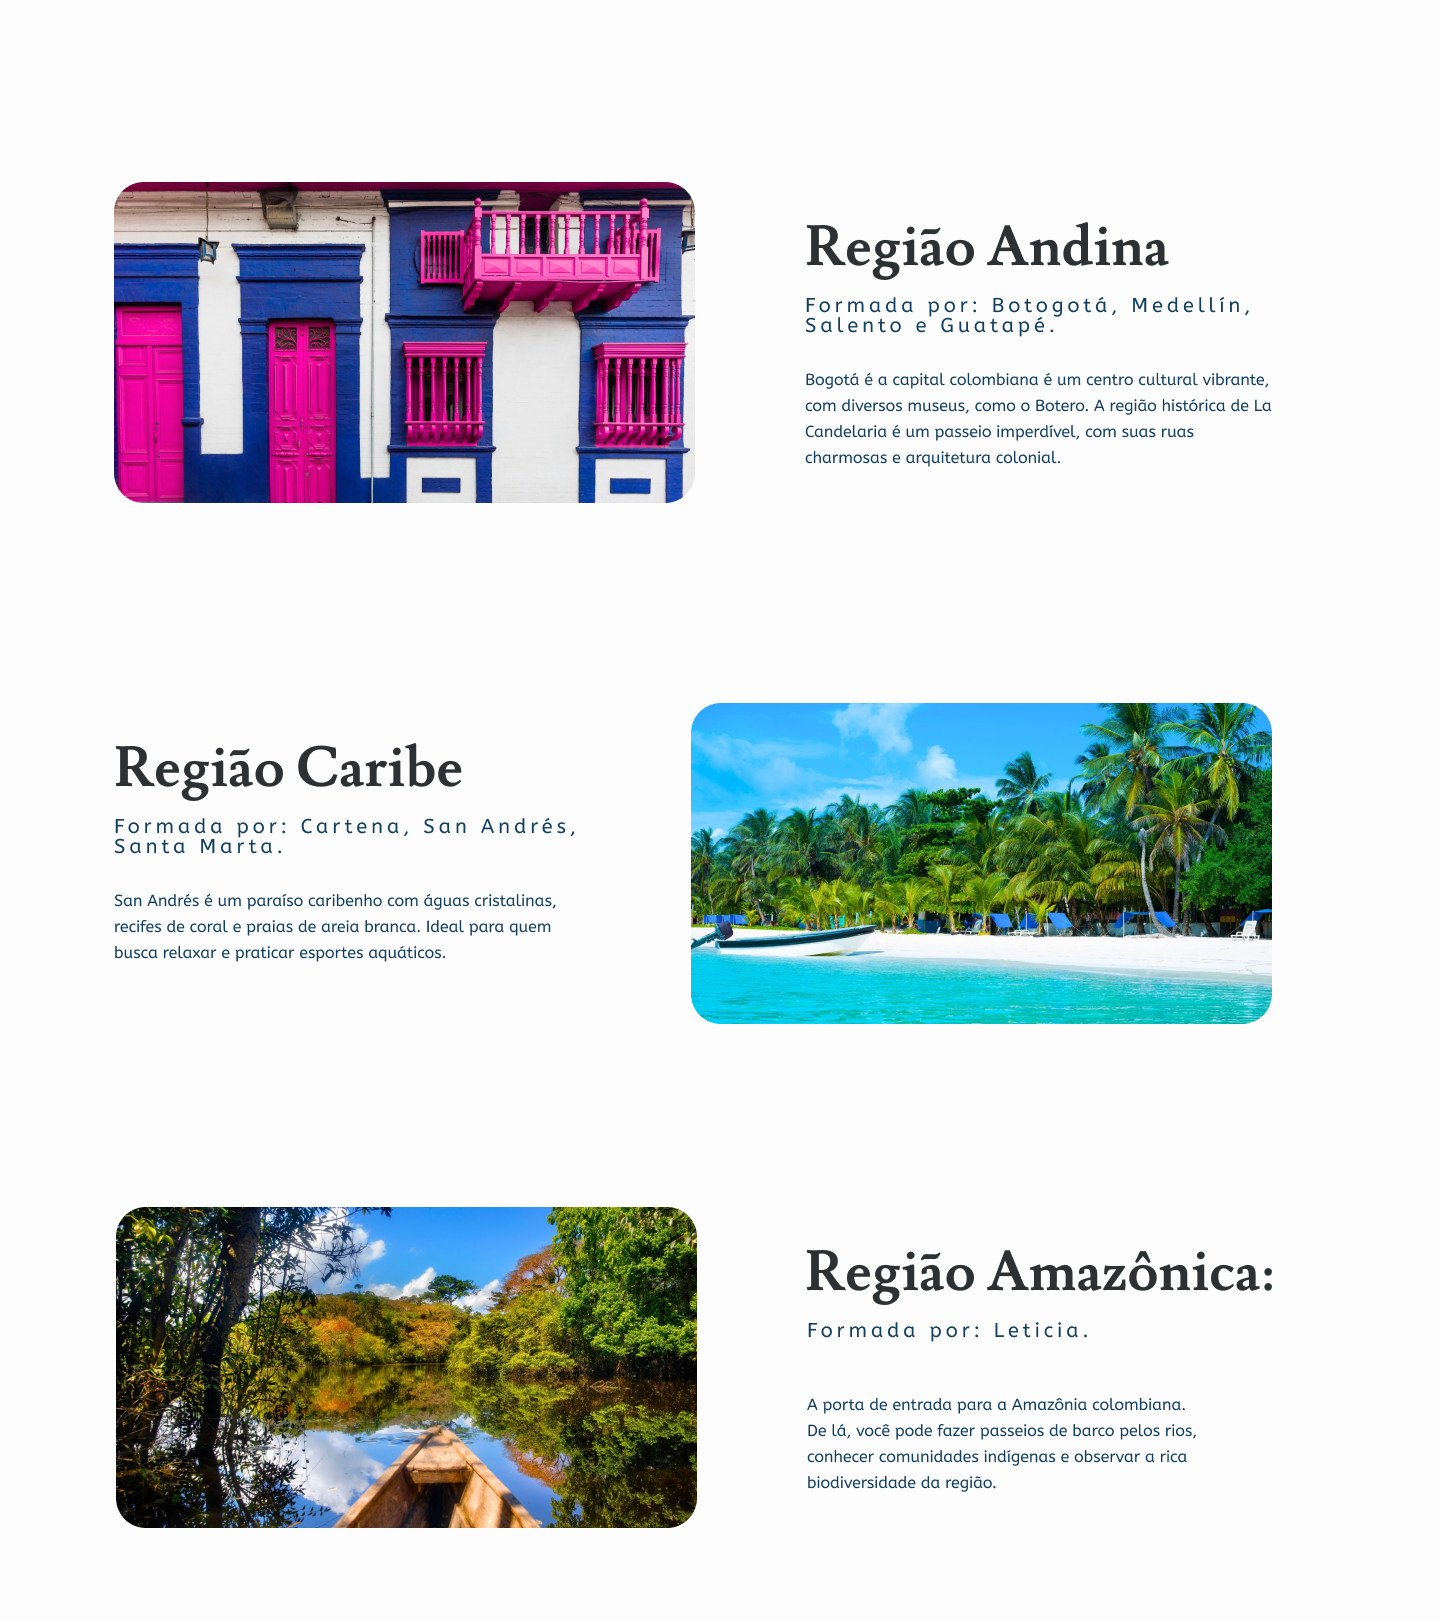 Região Andina
Formada por: Botogotá, Medellín,
Salento e Guatapé.
Bogotá é a capital colombiana é um centro cultural vibrante,
com diversos museus, como o Botero. A região histórica de La
Candelaria é um passeio imperdível, com suas ruas
charmosas e arquitetura colonial.
Região Caribe
Formada por: Cartena, San Andrés,
Santa Marta.
San Andrés é um paraíso caribenho com águas cristalinas,
recifes de coral e praias de areia branca. Ideal para quem
busca relaxar e praticar esportes aquáticos.
Região Amazônica:
Formada por: Leticia.
A porta de entrada para a Amazônia colombiana.
De lá, você pode fazer passeios de barco pelos rios,
conhecer comunidades indígenas e observar a rica
biodiversidade da região.